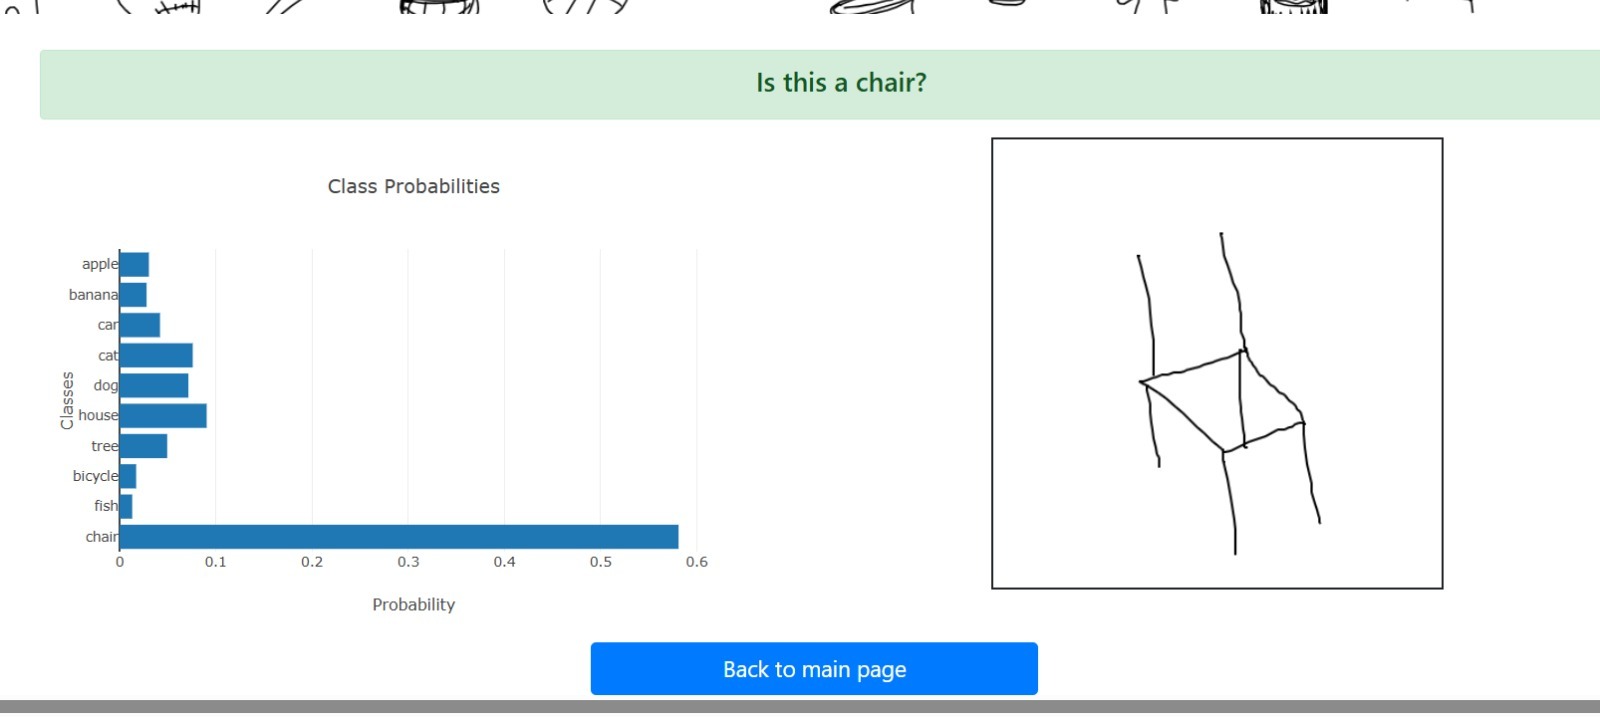 Is this a chair?
Class Probabilities
Classes
apple
banana
car
cat
dog
house
tree
bicycle
fish
chair
0 0.1 0.2 0.3 0.4 0.5 0.6
Probability
Back to main page